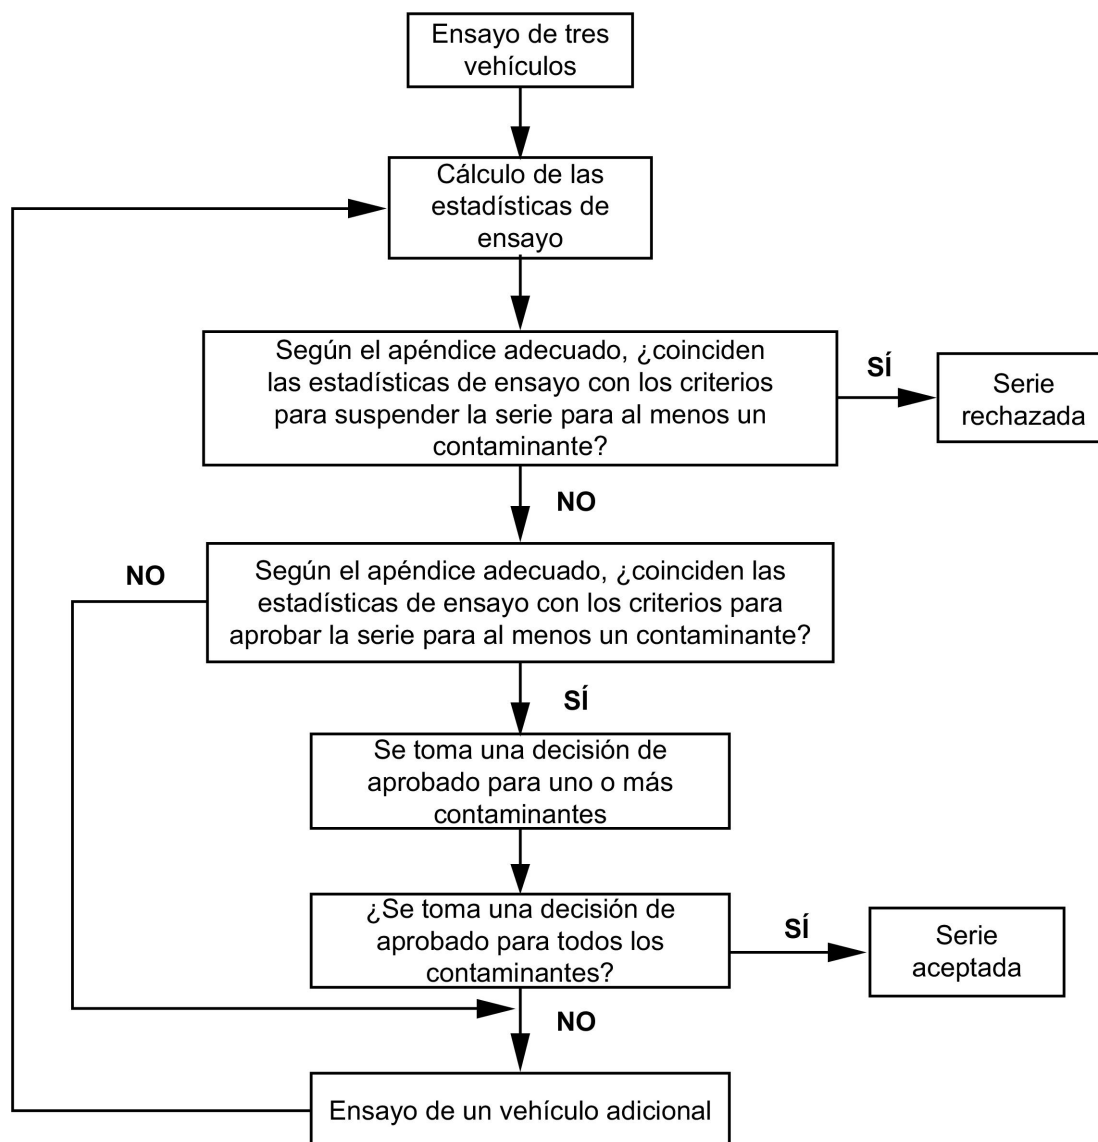 Ensayo de tres
vehículos
Cálculo de las
estadísticas de
ensayo
Según el apéndice adecuado, ¿coinciden
las estadísticas de ensayo con los criterios
para suspender la serie para al menos un
contaminante?
SÍ
Serie
rechazada
NO
NO
Según el apéndice adecuado, ¿coinciden las
estadísticas de ensayo con los criterios para
aprobar la serie para al menos un contaminante?
SÍ
Se toma una decisión de
aprobado para uno o más
contaminantes
¿Se toma una decisión de
aprobado para todos los
contaminantes?
SÍ
Serie
aceptada
NO
Ensayo de un vehículo adicional